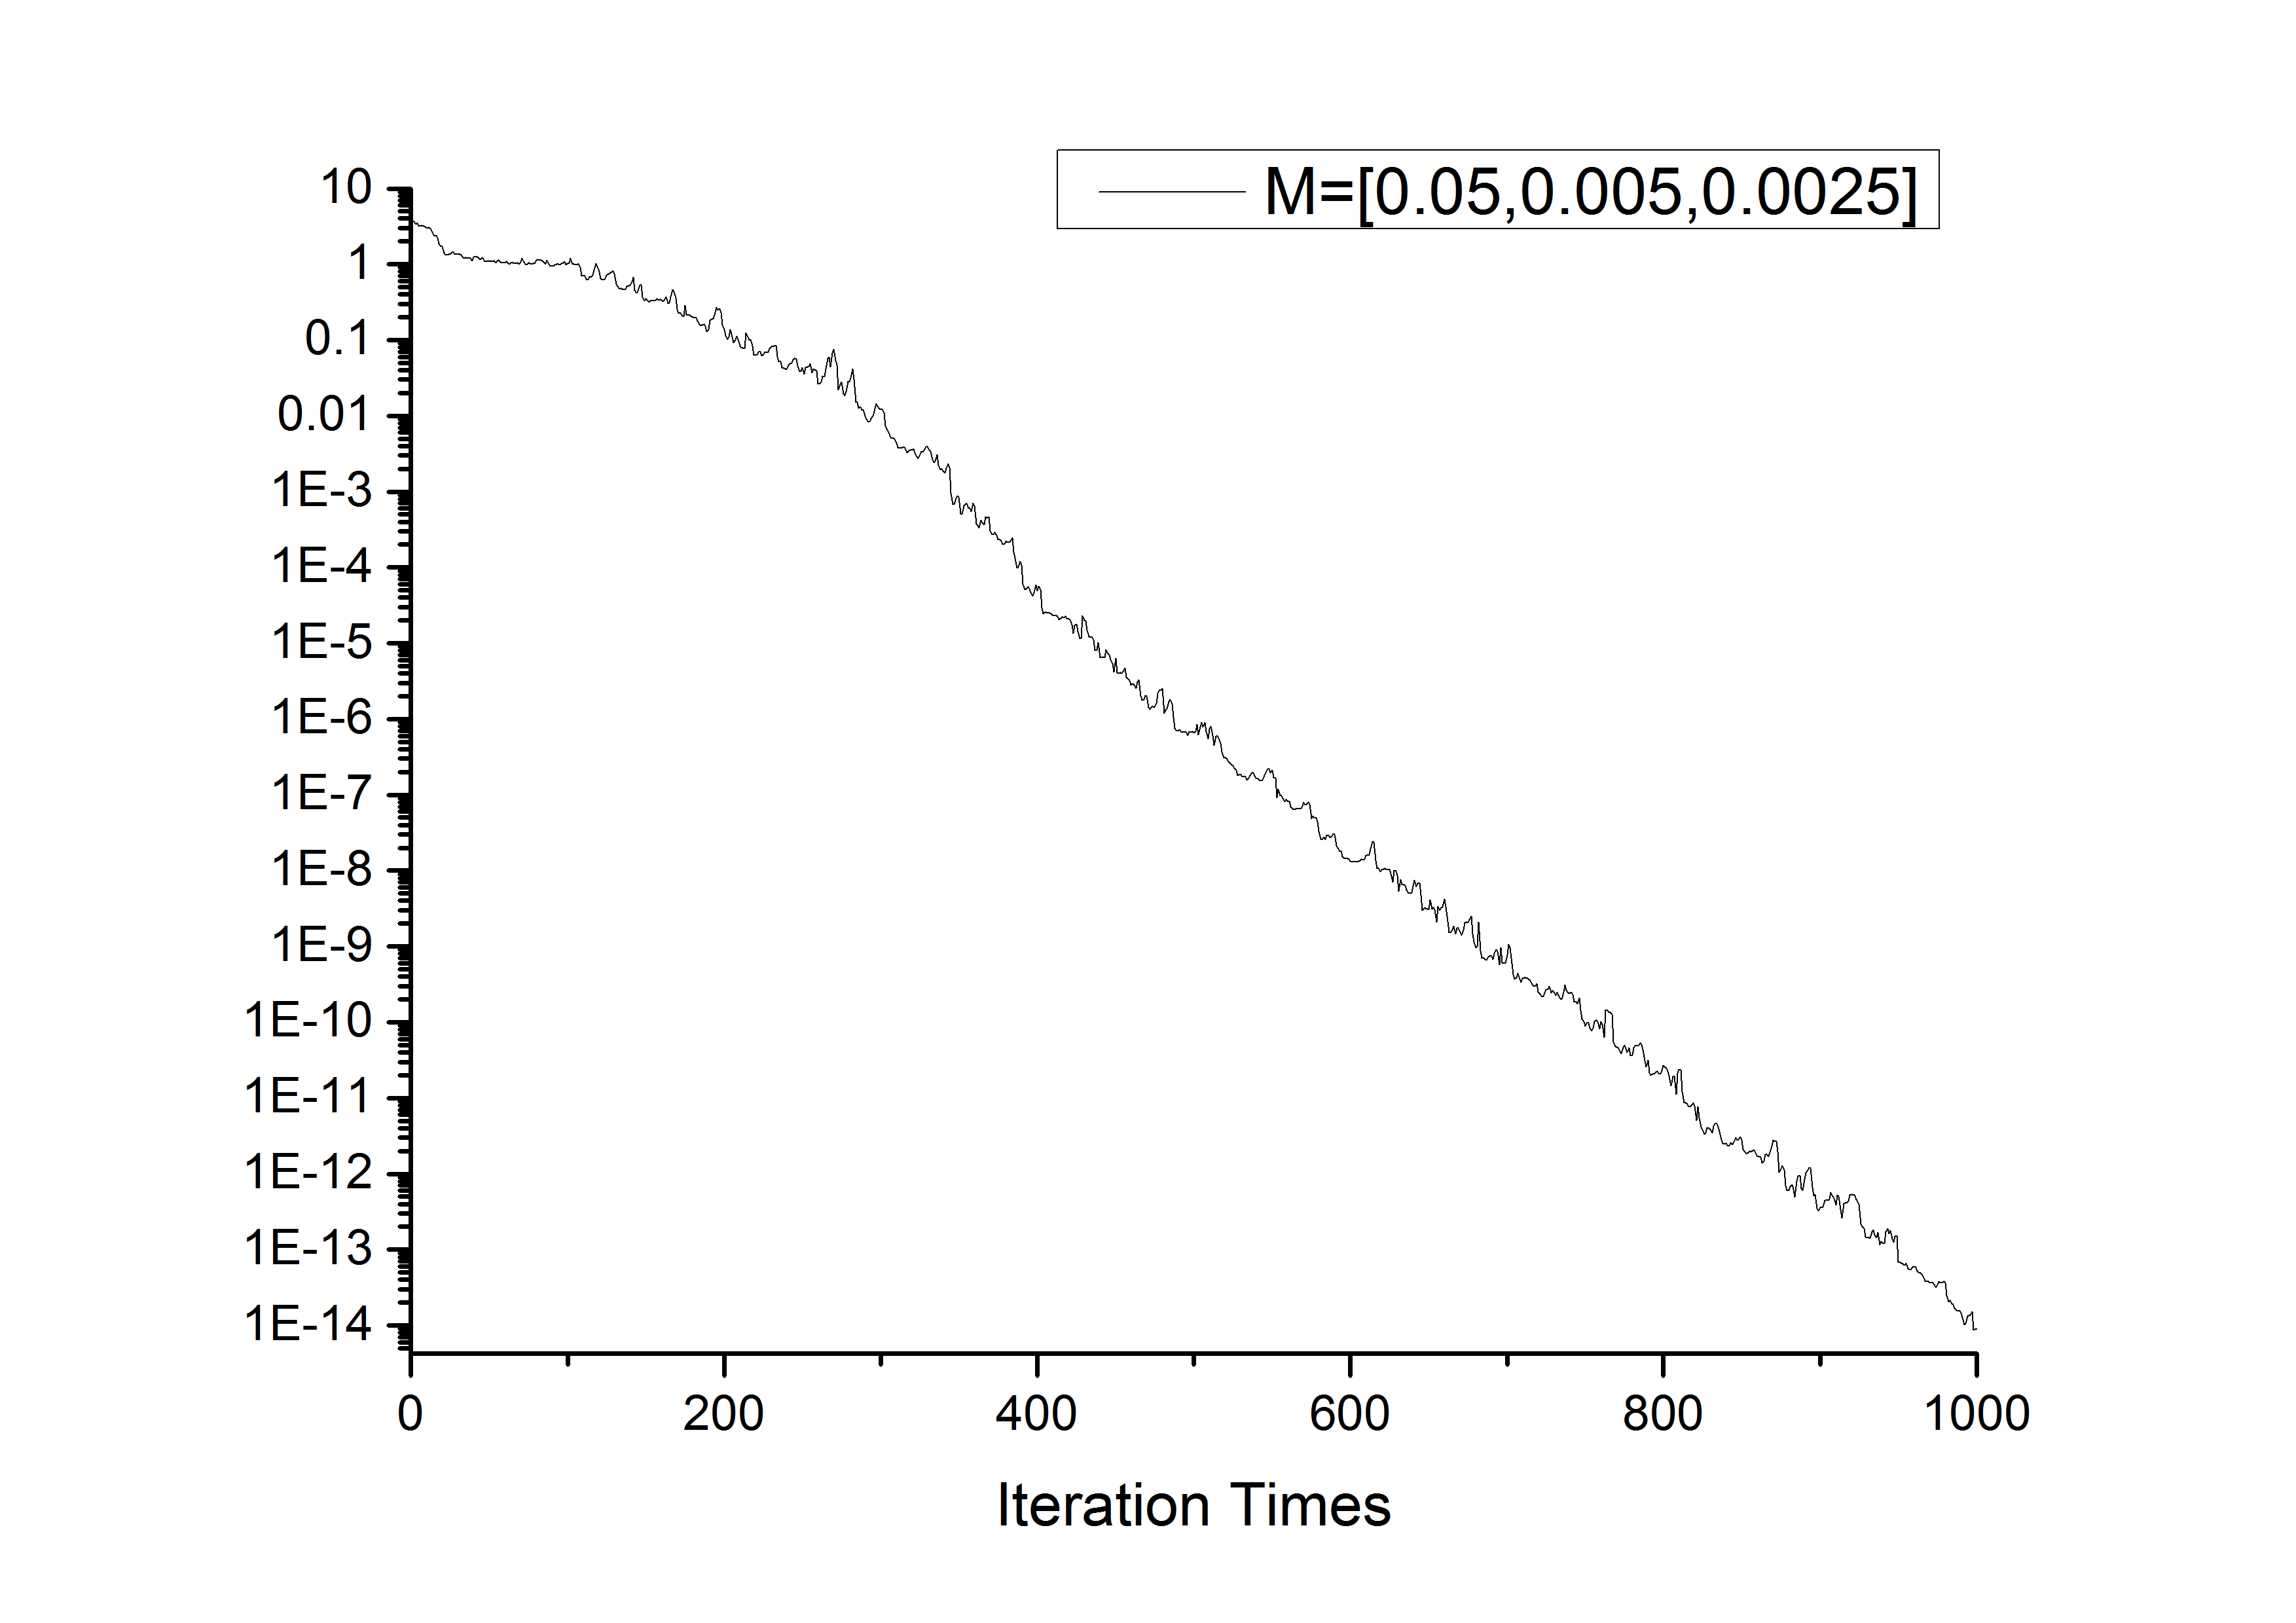 M=[0.05,0.005,0.0025]
10
1
0.1
0.01
1E-3
1E-4
1E-5
1E-6
1E-7
1E-8
1E-9
1E-10
1E-11
1E-12
1E-13
1E-14
0 200 400 600 800 1000
Iteration Times